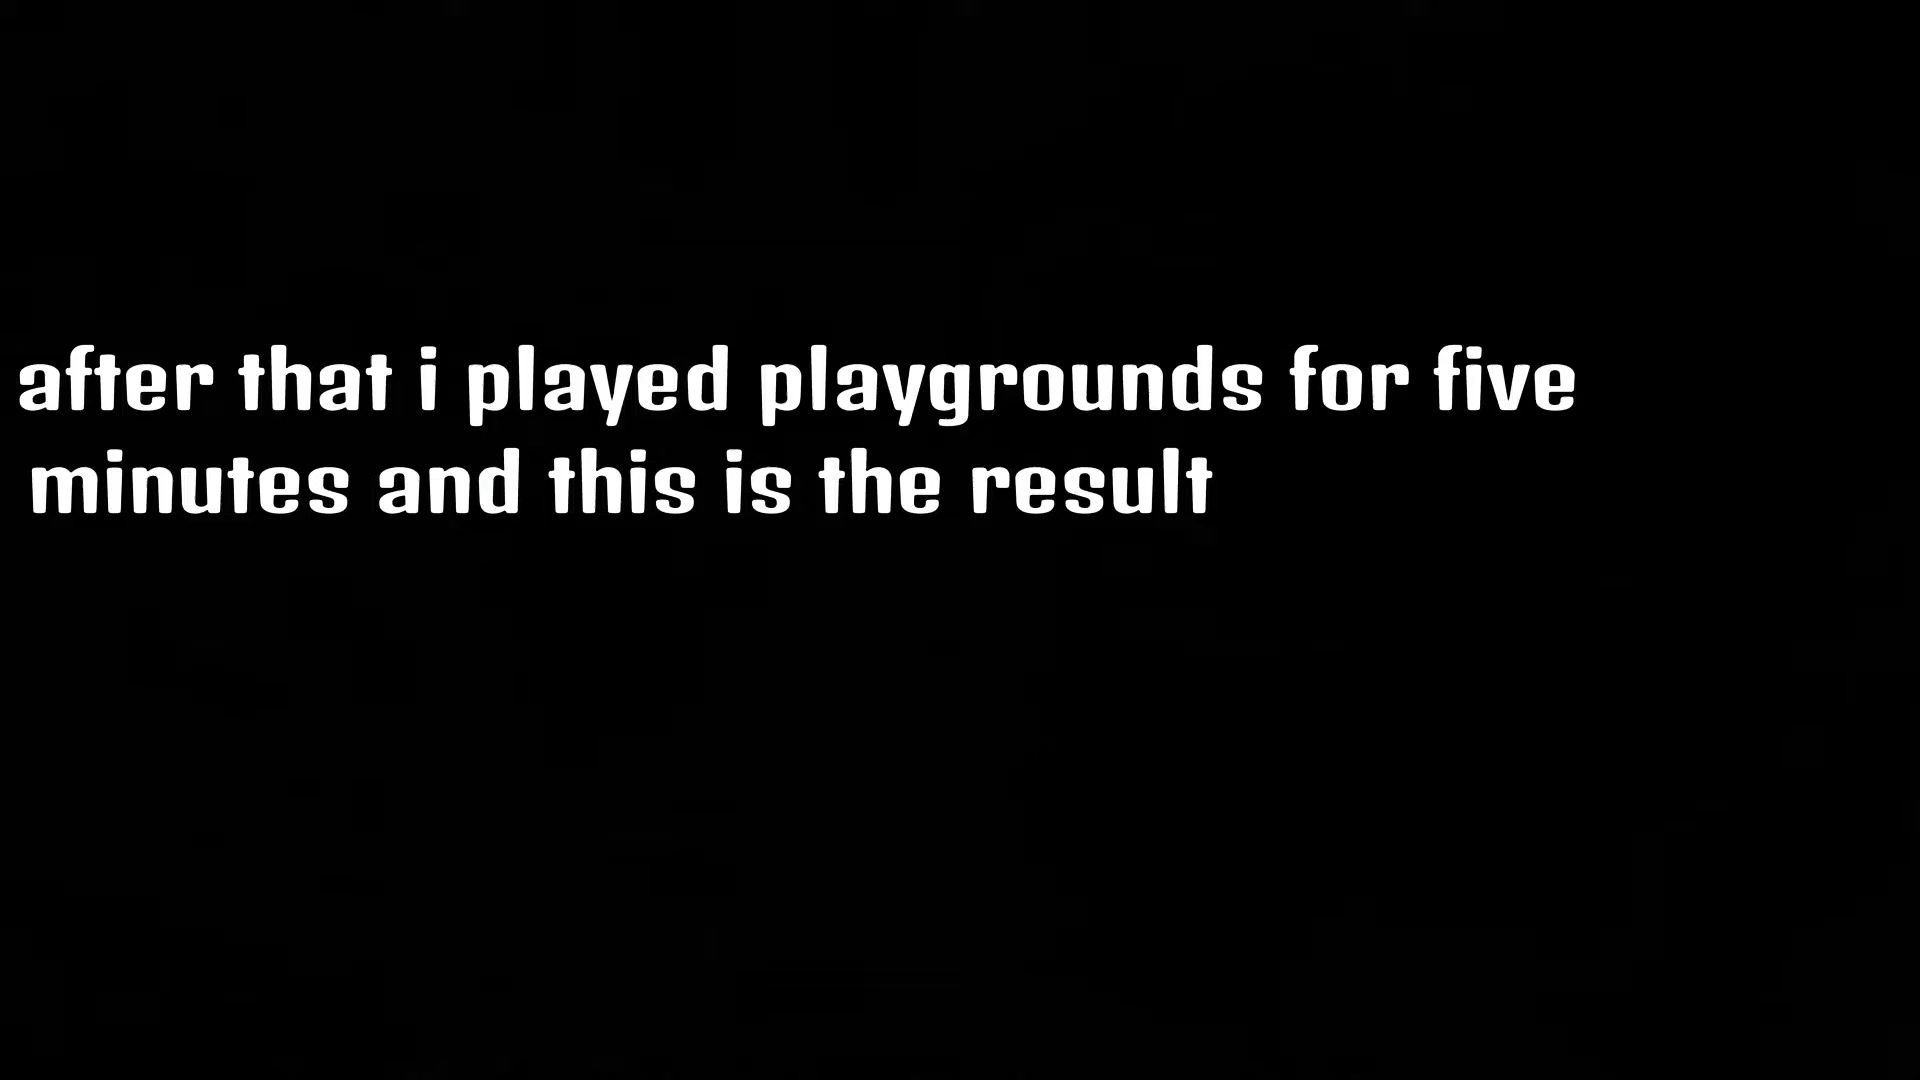 after that i played playgrounds for five
minutes and this is the result